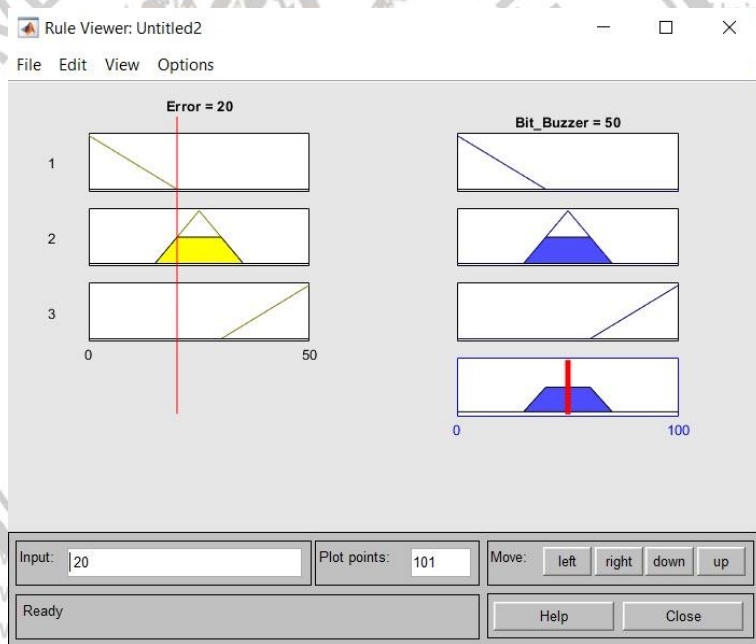 Rule Viewer: Untitled2
File Edit View Options
Error = 20
Bit_Buzzer = 50
1
2
3
0 50
0 100
Input: 20
Plot points: 101
Move: left right down up
Ready
Help Close